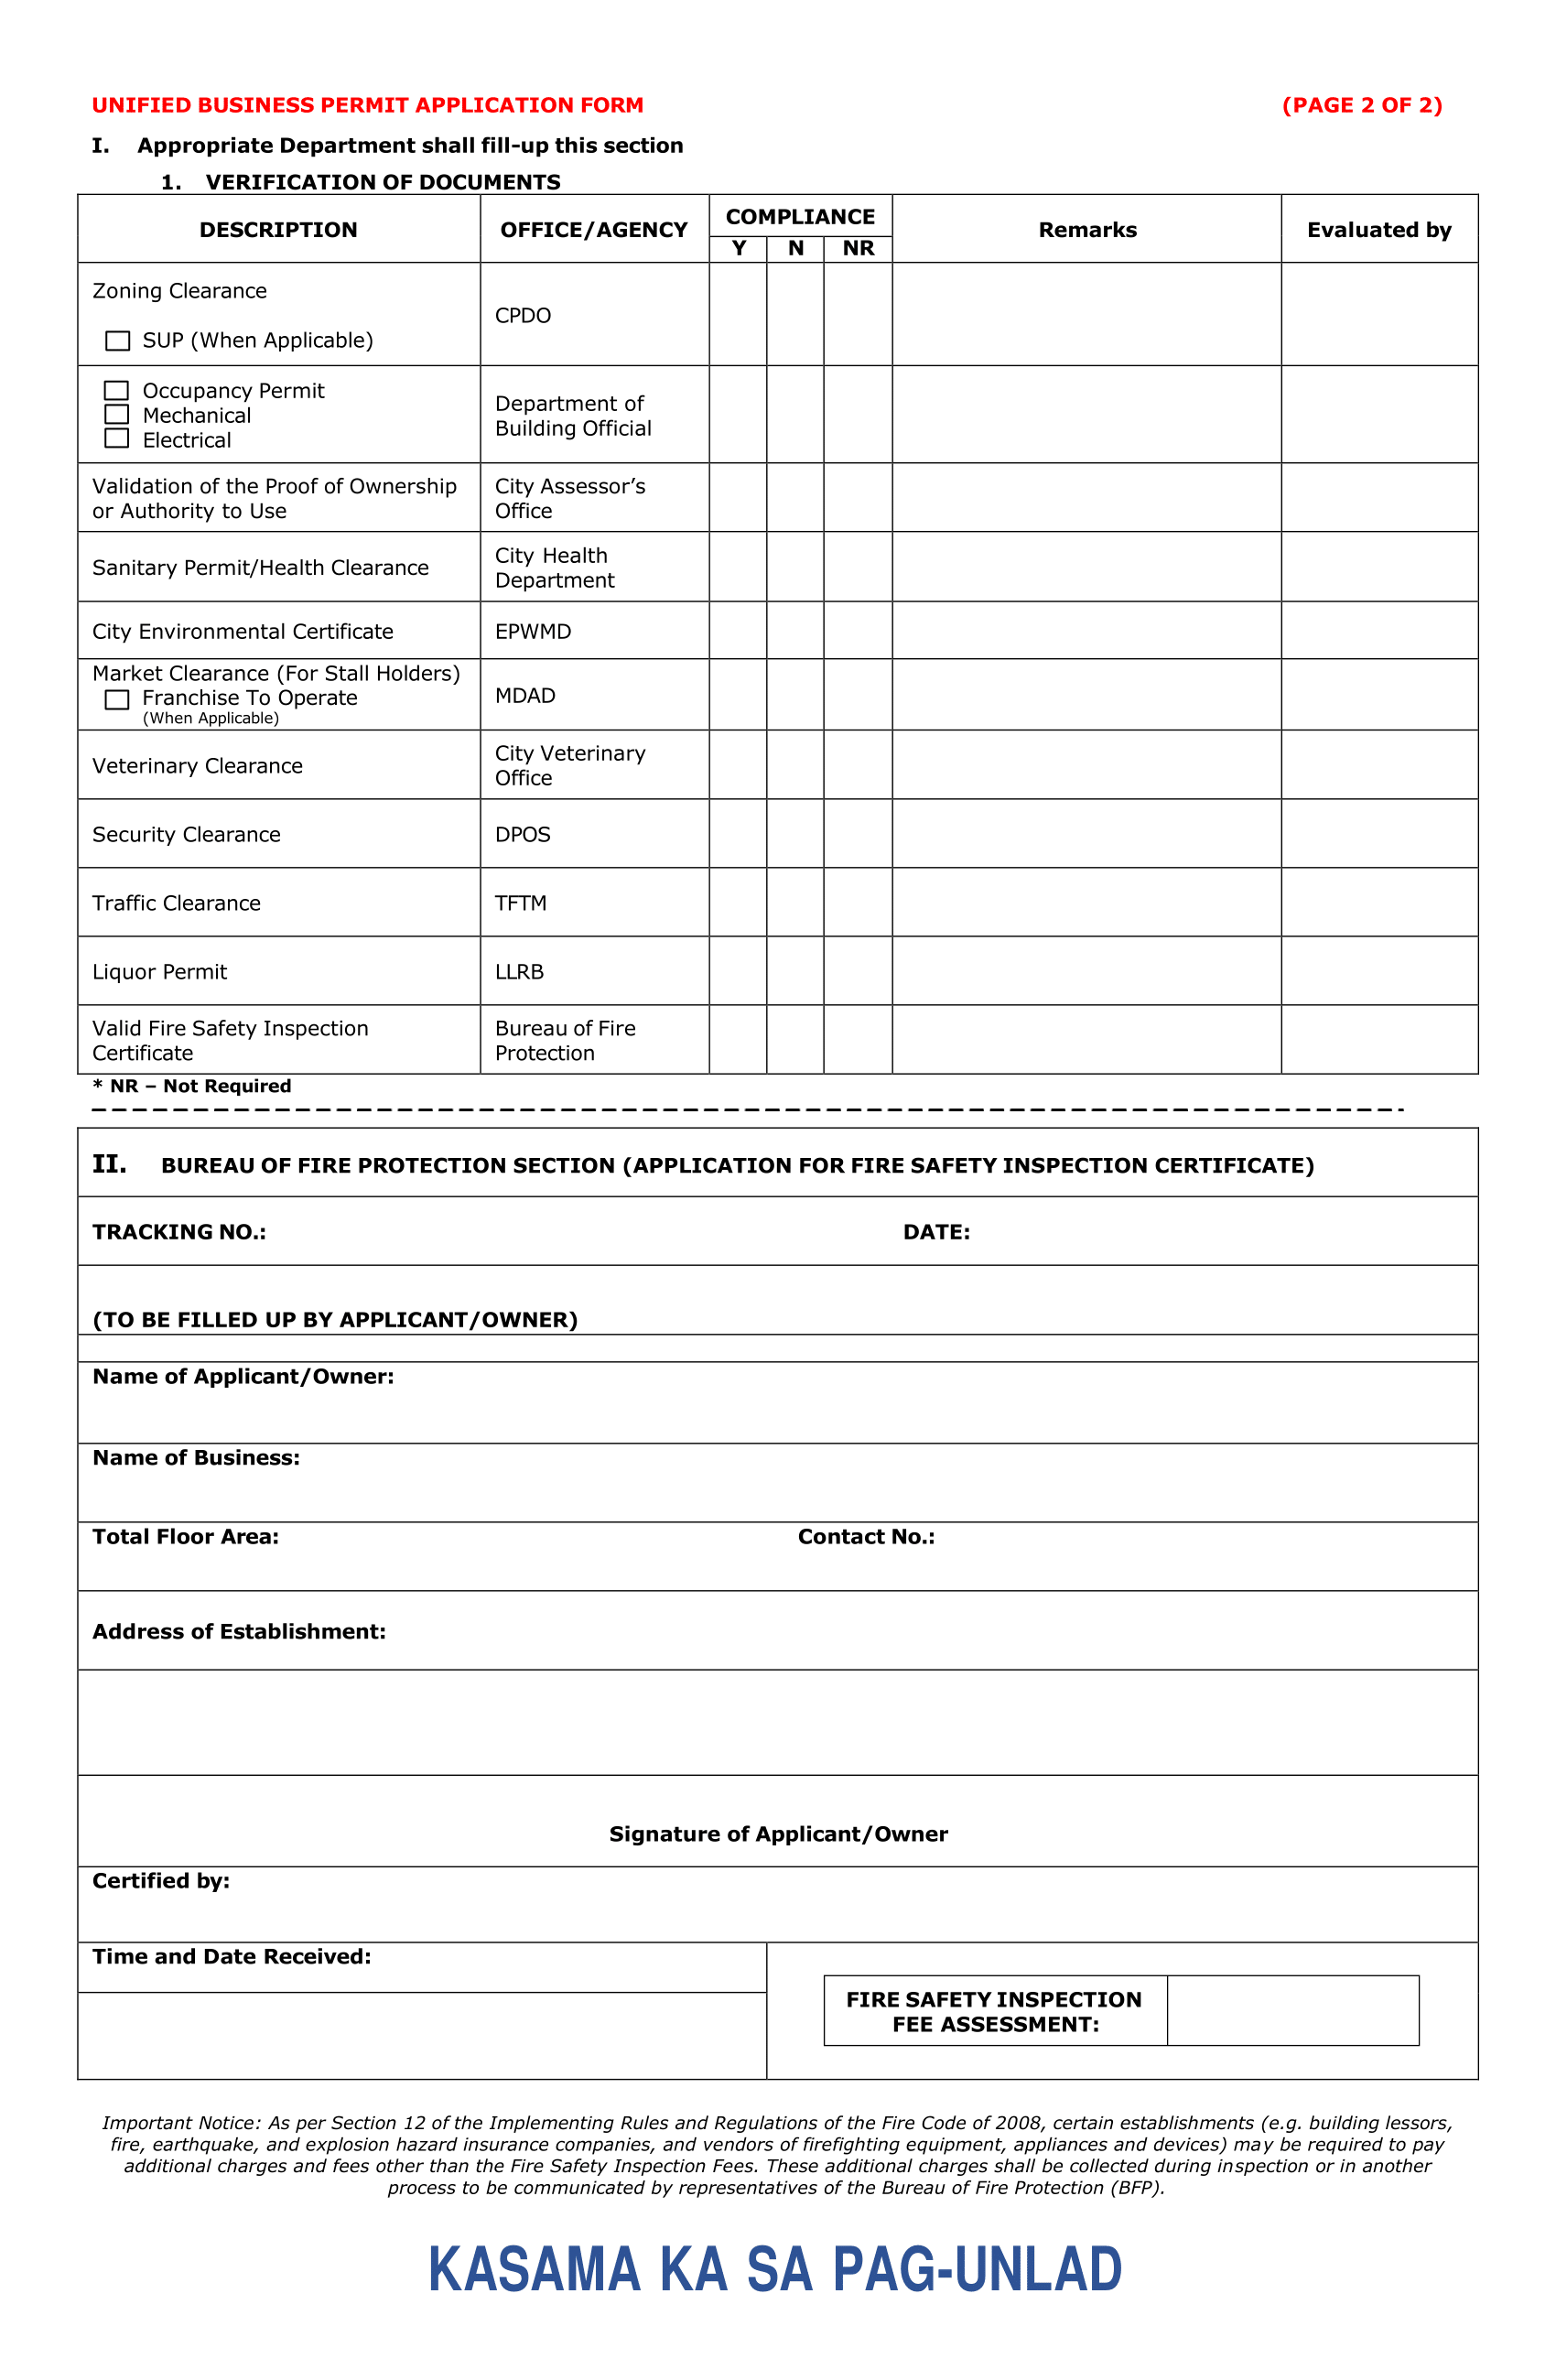 UNIFIED BUSINESS PERMIT APPLICATION FORM (PAGE 2 OF 2)
I. Appropriate Department shall fill-up this section
1. VERIFICATION OF DOCUMENTS
DESCRIPTION OFFICE/AGENCY COMPLIANCE Remarks Evaluated by
Y N NR
Zoning Clearance
SUP (When Applicable)
CPDO
Occupancy Permit
Mechanical
Electrical
Department of
Building Official
Validation of the Proof of Ownership
or Authority to Use
City Assessor’s
Office
Sanitary Permit/Health Clearance
City Health
Department
City Environmental Certificate EPWMD
Market Clearance (For Stall Holders)
Franchise To Operate
(When Applicable)
MDAD
Veterinary Clearance
City Veterinary
Office
Security Clearance DPOS
Traffic Clearance TFTM
Liquor Permit LLRB
Valid Fire Safety Inspection
Certificate
Bureau of Fire
Protection
* NR – Not Required
II. BUREAU OF FIRE PROTECTION SECTION (APPLICATION FOR FIRE SAFETY INSPECTION CERTIFICATE)
TRACKING NO.: DATE:
(TO BE FILLED UP BY APPLICANT/OWNER)
Name of Applicant/Owner:
Name of Business:
Total Floor Area: Contact No.:
Address of Establishment:
Signature of Applicant/Owner
Certified by:
Time and Date Received:
FIRE SAFETY INSPECTION
FEE ASSESSMENT:
Important Notice: As per Section 12 of the Implementing Rules and Regulations of the Fire Code of 2008, certain establishments (e.g. building lessors,
fire, earthquake, and explosion hazard insurance companies, and vendors of firefighting equipment, appliances and devices) may be required to pay
additional charges and fees other than the Fire Safety Inspection Fees. These additional charges shall be collected during inspection or in another
process to be communicated by representatives of the Bureau of Fire Protection (BFP).
KASAMA KA SA PAG-UNLAD